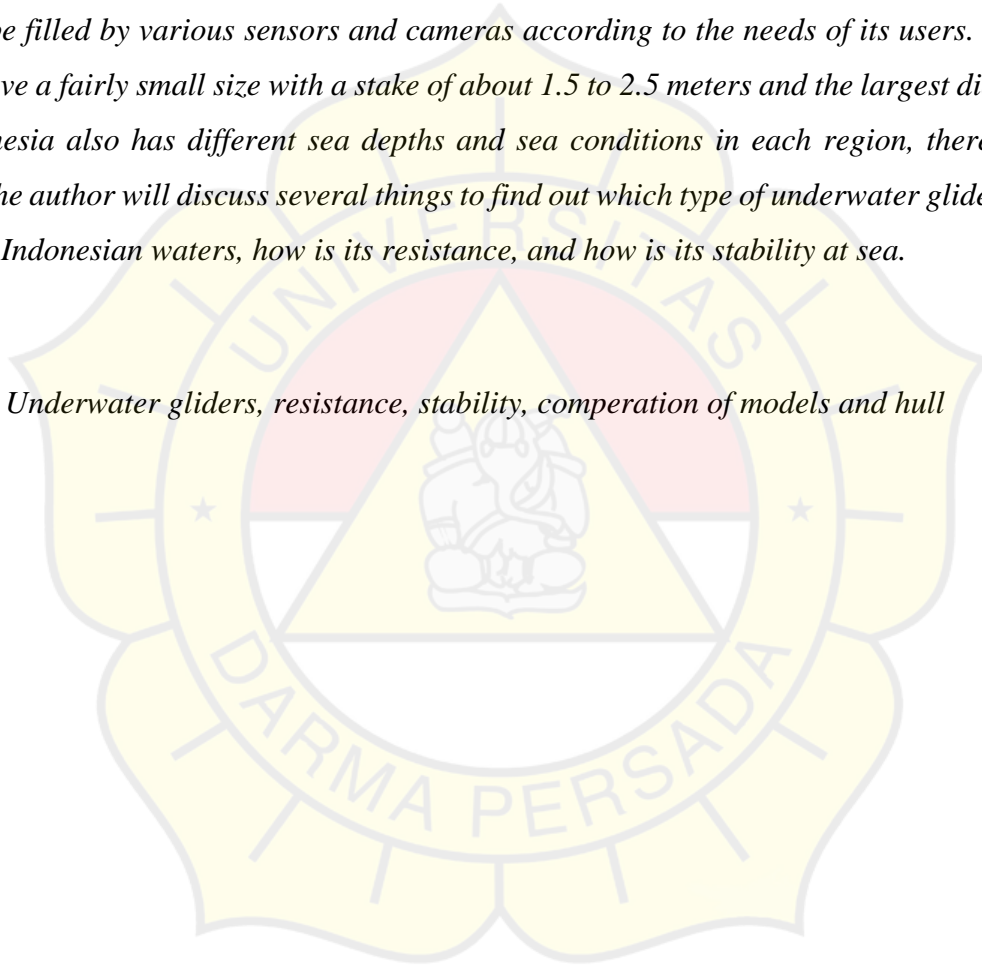 be filled by various sensors and cameras according to the needs of its users.
ve a fairly small size with a stake of about 1.5 to 2.5 meters and the largest di
nesia also has different sea depths and sea conditions in each region, there
he author will discuss several things to find out which type of underwater glide
Indonesian waters, how is its resistance, and how is its stability at sea.
Underwater gliders, resistance, stability, comperation of models and hull
UNIVERSITAS
DARMA PERSADA